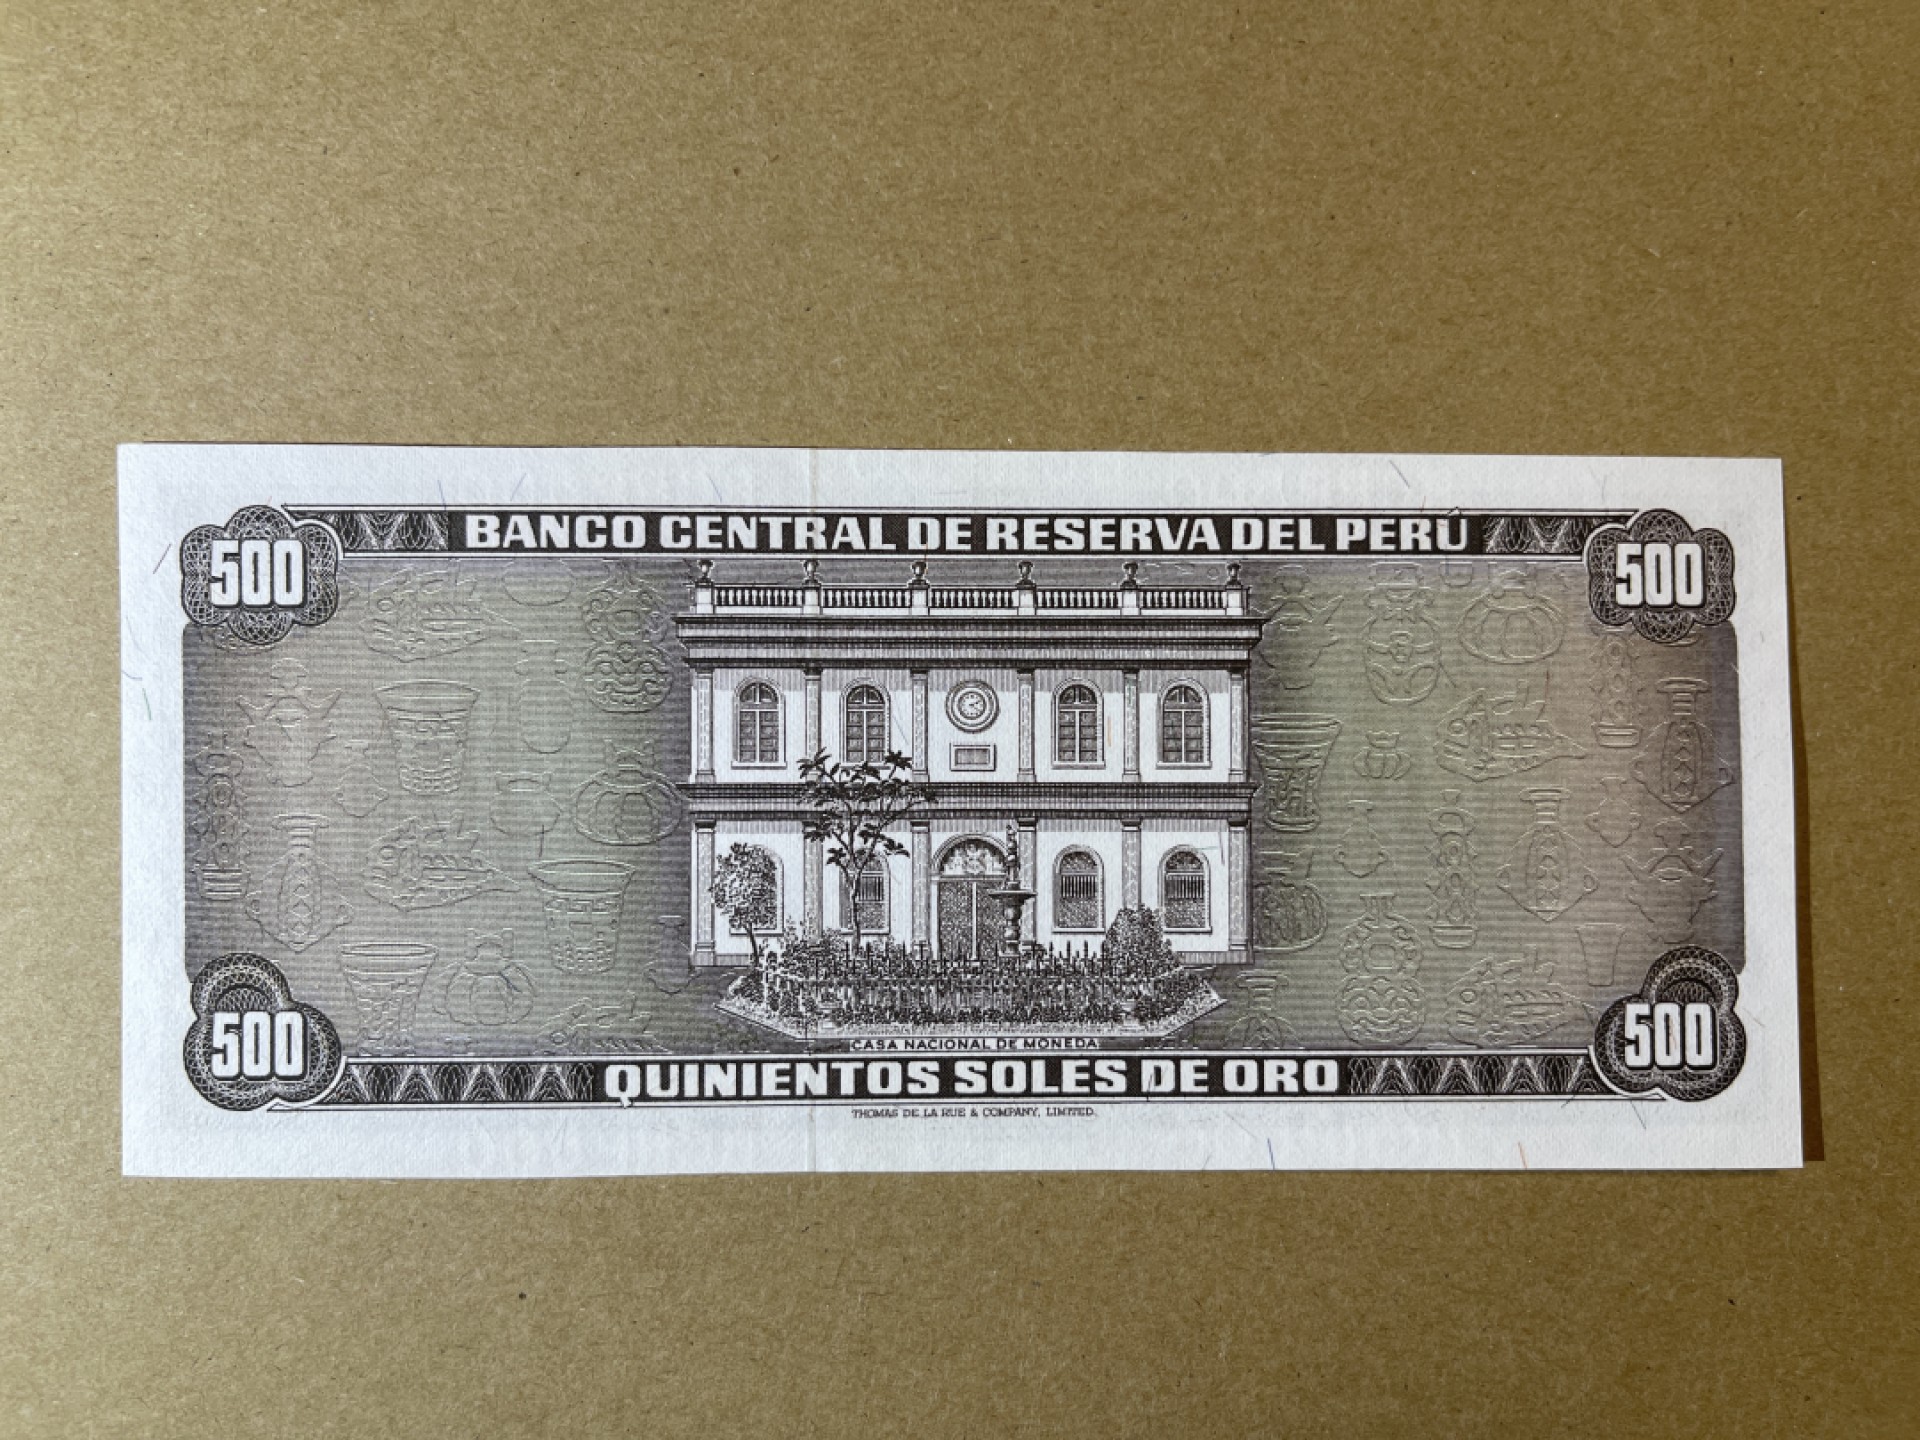 BANCO CENTRAL DE RESERVA DEL PERÚ
500
500
CASA NACIONAL DE MONEDA
500
500
QUINIENTOS SOLES DE ORO
THOMAS DE LA RUE & COMPANY, LIMITED.